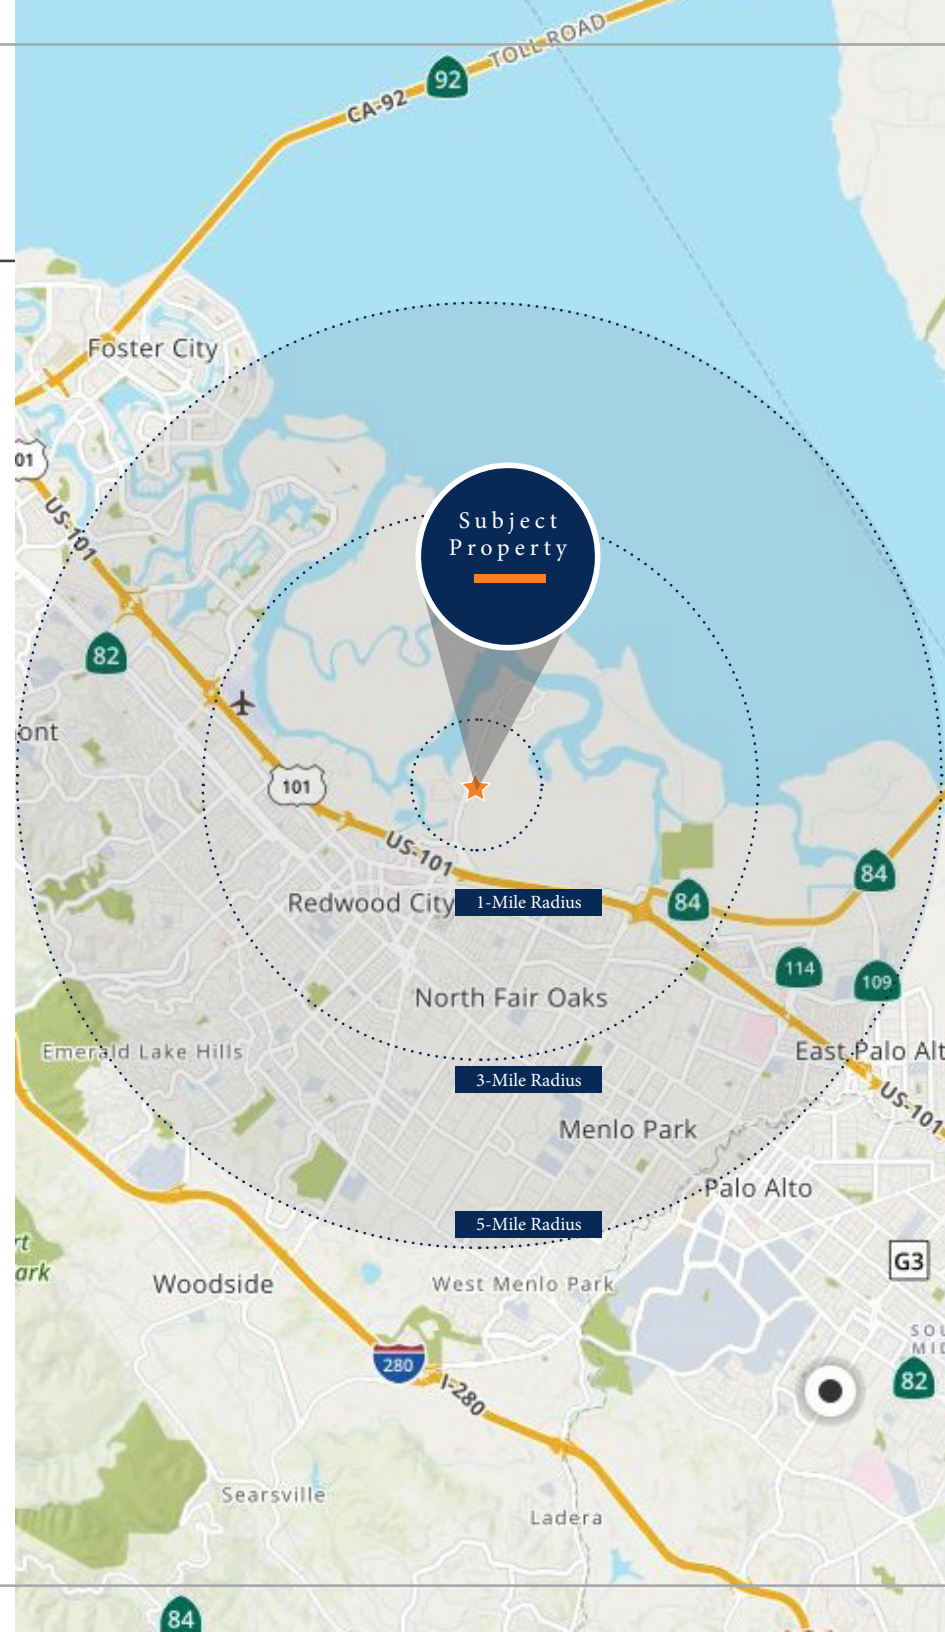 TOLL ROAD
92
CA-92
Foster City
01
US-101
Subject
Property
82
ont
101
US-101
84
84
Redwood City
1-Mile Radius
114
109
North Fair Oaks
Emerald Lake Hills
East Palo Alt
3-Mile Radius
US-101
Menlo Park
Palo Alto
5-Mile Radius
rt
ark
G3
Woodside
West Menlo Park
SOU
MID
280
82
I-280
Searsville
Ladera
84